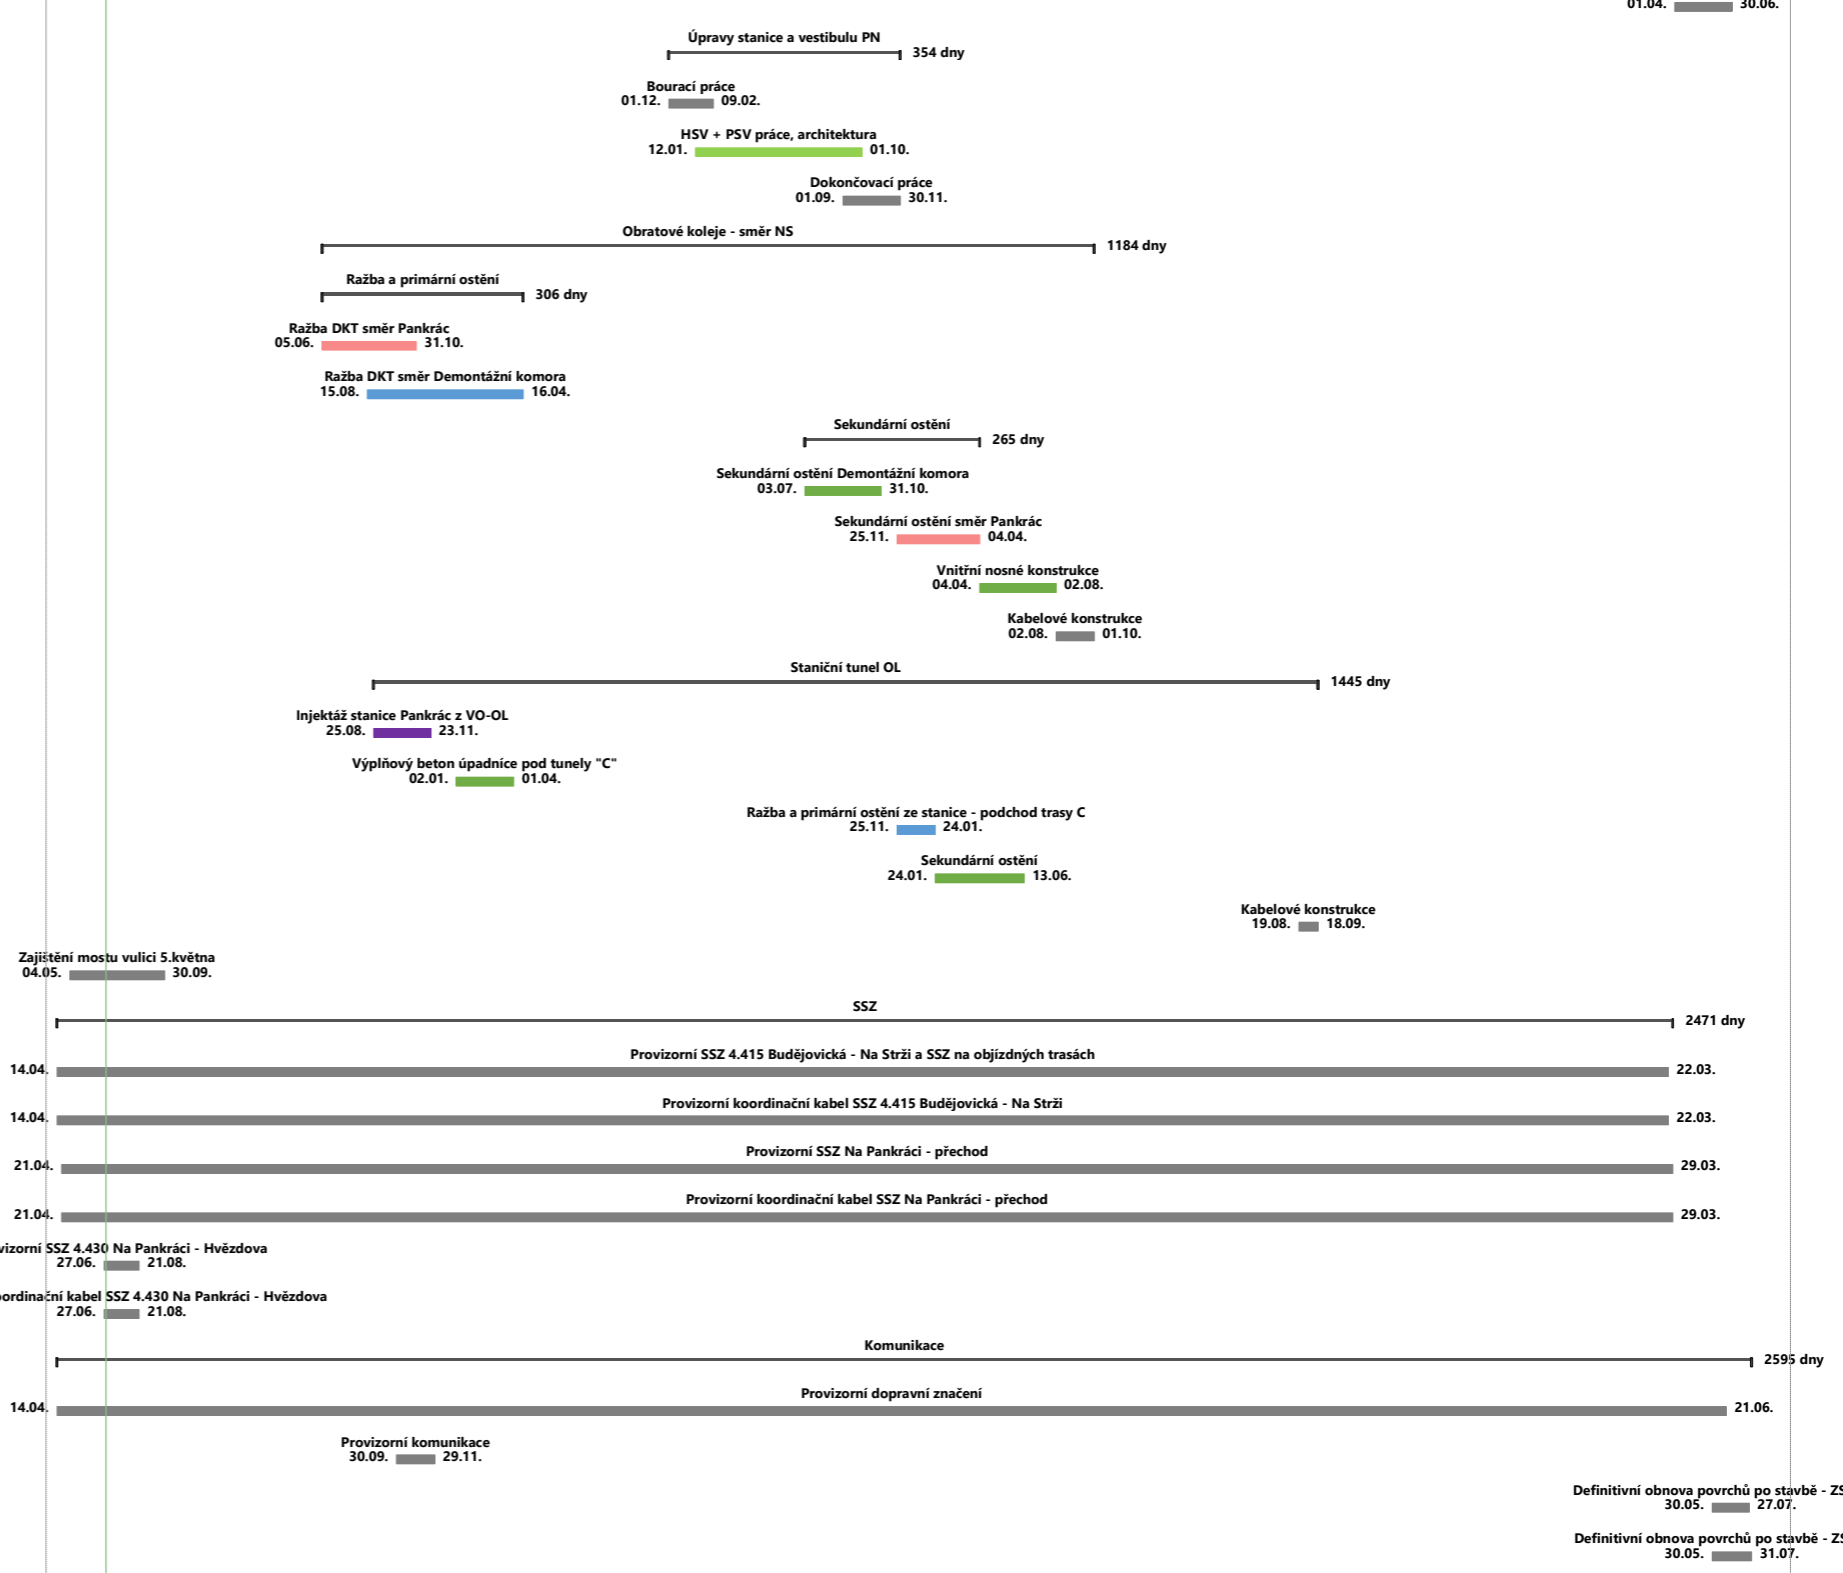 01.04. 30.06.
Úpravy stanice a vestibulu PN
354 dny
Bourací práce
01.12. 09.02.
HSV + PSV práce, architektura
12.01. 01.10.
Dokončovací práce
01.09. 30.11.
Obratové koleje - směr NS
1184 dny
Ražba a primární ostění
306 dny
Ražba DKT směr Pankrác
05.06. 31.10.
Ražba DKT směr Demontážní komora
15.08. 16.04.
Sekundární ostění
265 dny
Sekundární ostění Demontážní komora
03.07. 31.10.
Sekundární ostění směr Pankrác
25.11. 04.04.
Vnitřní nosné konstrukce
04.04. 02.08.
Kabelové konstrukce
02.08. 01.10.
Staniční tunel OL
1445 dny
Injektáž stanice Pankrác z VO-OL
25.08. 23.11.
Výplňový beton úpadnice pod tunely "C"
02.01. 01.04.
Ražba a primární ostění ze stanice - podchod trasy C
25.11. 24.01.
Sekundární ostění
24.01. 13.06.
Kabelové konstrukce
19.08. 18.09.
Zajištění mostu vulici 5.května
04.05. 30.09.
SSZ
2471 dny
Provizorní SSZ 4.415 Budějovická - Na Strži a SSZ na objízdných trasách
14.04. 22.03.
Provizorní koordinační kabel SSZ 4.415 Budějovická - Na Strži
14.04. 22.03.
Provizorní SSZ Na Pankráci - přechod
21.04. 29.03.
Provizorní koordinační kabel SSZ Na Pankráci - přechod
21.04. 29.03.
vizorní SSZ 4.430 Na Pankráci - Hvězdova
27.06. 21.08.
ordinační kabel SSZ 4.430 Na Pankráci - Hvězdova
27.06. 21.08.
Komunikace
2595 dny
Provizorní dopravní značení
14.04. 21.06.
Provizorní komunikace
30.09. 29.11.
Definitivní obnova povrchů po stavbě - ZS
30.05. 27.07.
Definitivní obnova povrchů po stavbě - ZS
30.05. 31.07.